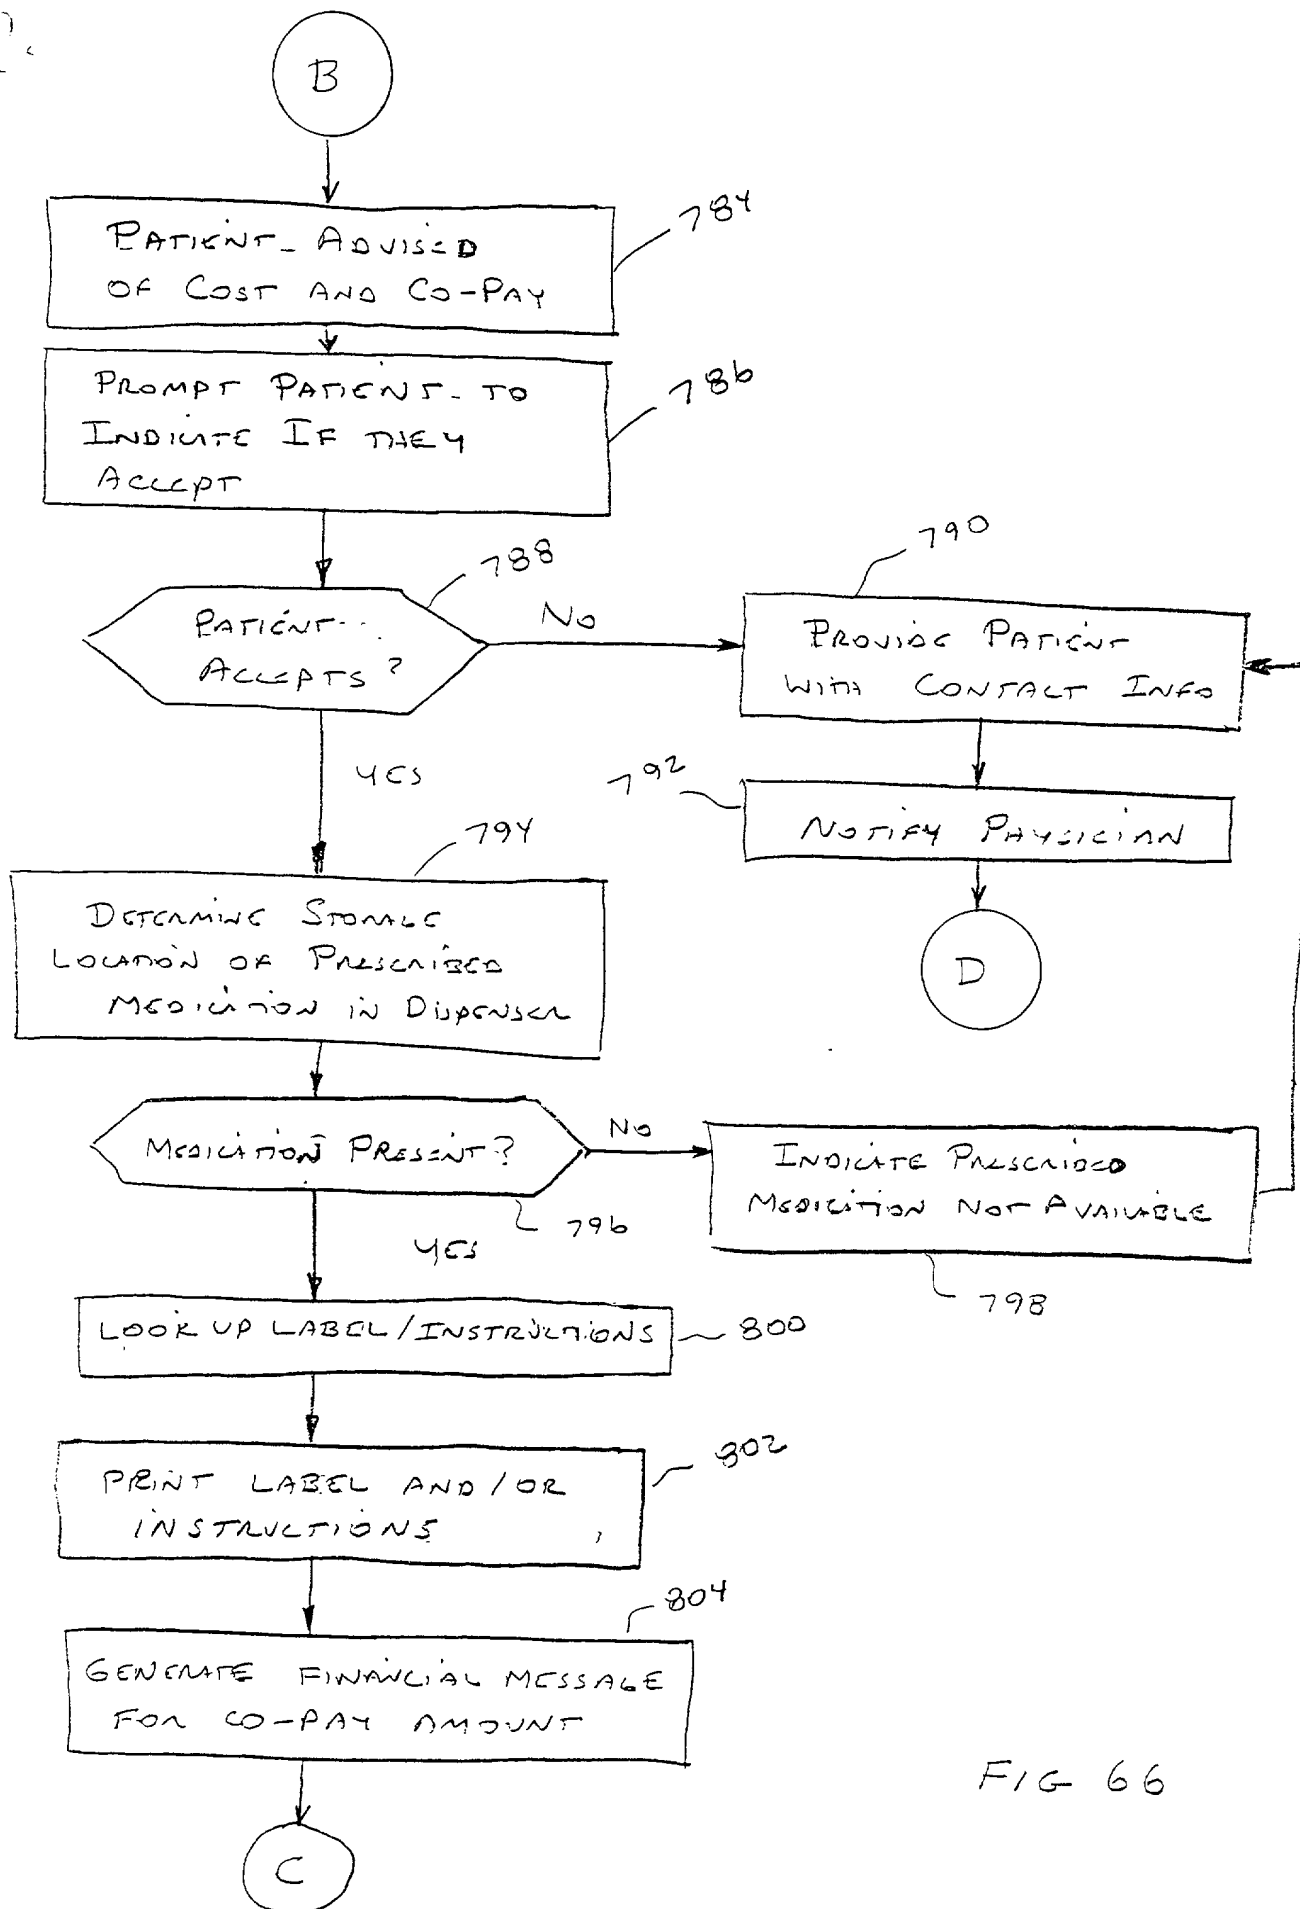 B
PATIENT ADVISED
OF COST AND CO-PAY
784
PROMPT PATIENT TO
INDICATE IF THEY
ACCEPT
786
788
PATIENT
ACCEPTS?
NO
790
PROVIDE PATIENT
WITH CONTACT INFO
YES
792
NOTIFY PHYSICIAN
794
DETERMINE STORAGE
LOCATION OF PRESCRIBED
MEDICATION IN DISPENSER
D
MEDICATION PRESENT?
NO
796
YES
INDICATE PRESCRIBED
MEDICATION NOT AVAILABLE
798
LOOK UP LABEL/INSTRUCTIONS
800
PRINT LABEL AND/OR
INSTRUCTIONS
802
804
GENERATE FINANCIAL MESSAGE
FOR CO-PAY AMOUNT
C
FIG 66